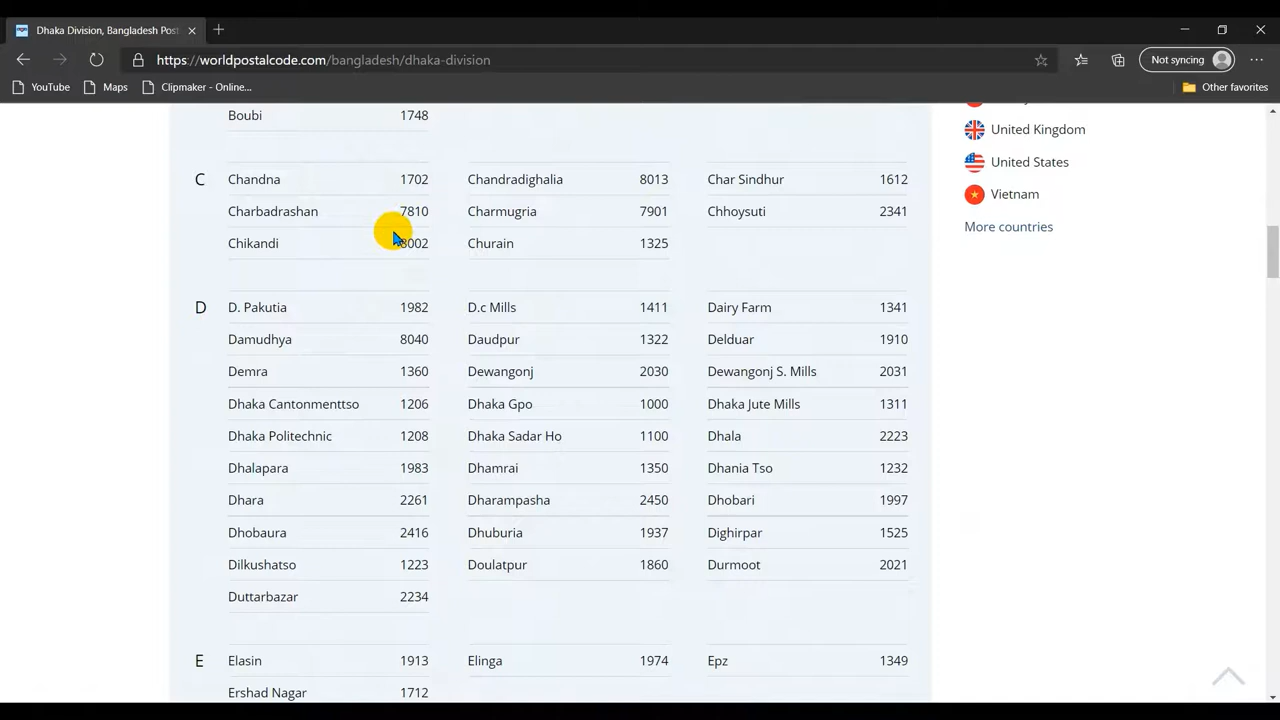 Dhaka Division, Bangladesh Post
https://worldpostalcode.com/bangladesh/dhaka-division
Not syncing
YouTube Maps Clipmaker - Online... Other favorites
Boubi 1748
C Chandna 1702 Chandradighalia 8013 Char Sindhur 1612
Charbadrashan 7810 Charmugria 7901 Chhoysuti 2341
Chikandi 8002 Churain 1325
D D. Pakutia 1982 D.c Mills 1411 Dairy Farm 1341
Damudhya 8040 Daudpur 1322 Delduar 1910
Demra 1360 Dewangonj 2030 Dewangonj S. Mills 2031
Dhaka Cantonmenttso 1206 Dhaka Gpo 1000 Dhaka Jute Mills 1311
Dhaka Politechnic 1208 Dhaka Sadar Ho 1100 Dhala 2223
Dhalapara 1983 Dhamrai 1350 Dhania Tso 1232
Dhara 2261 Dharampasha 2450 Dhobari 1997
Dhobaura 2416 Dhuburia 1937 Dighirpar 1525
Dilkushatso 1223 Doulatpur 1860 Durmoot 2021
Duttarbazar 2234
E Elasin 1913 Elinga 1974 Epz 1349
Ershad Nagar 1712
United Kingdom
United States
Vietnam
More countries